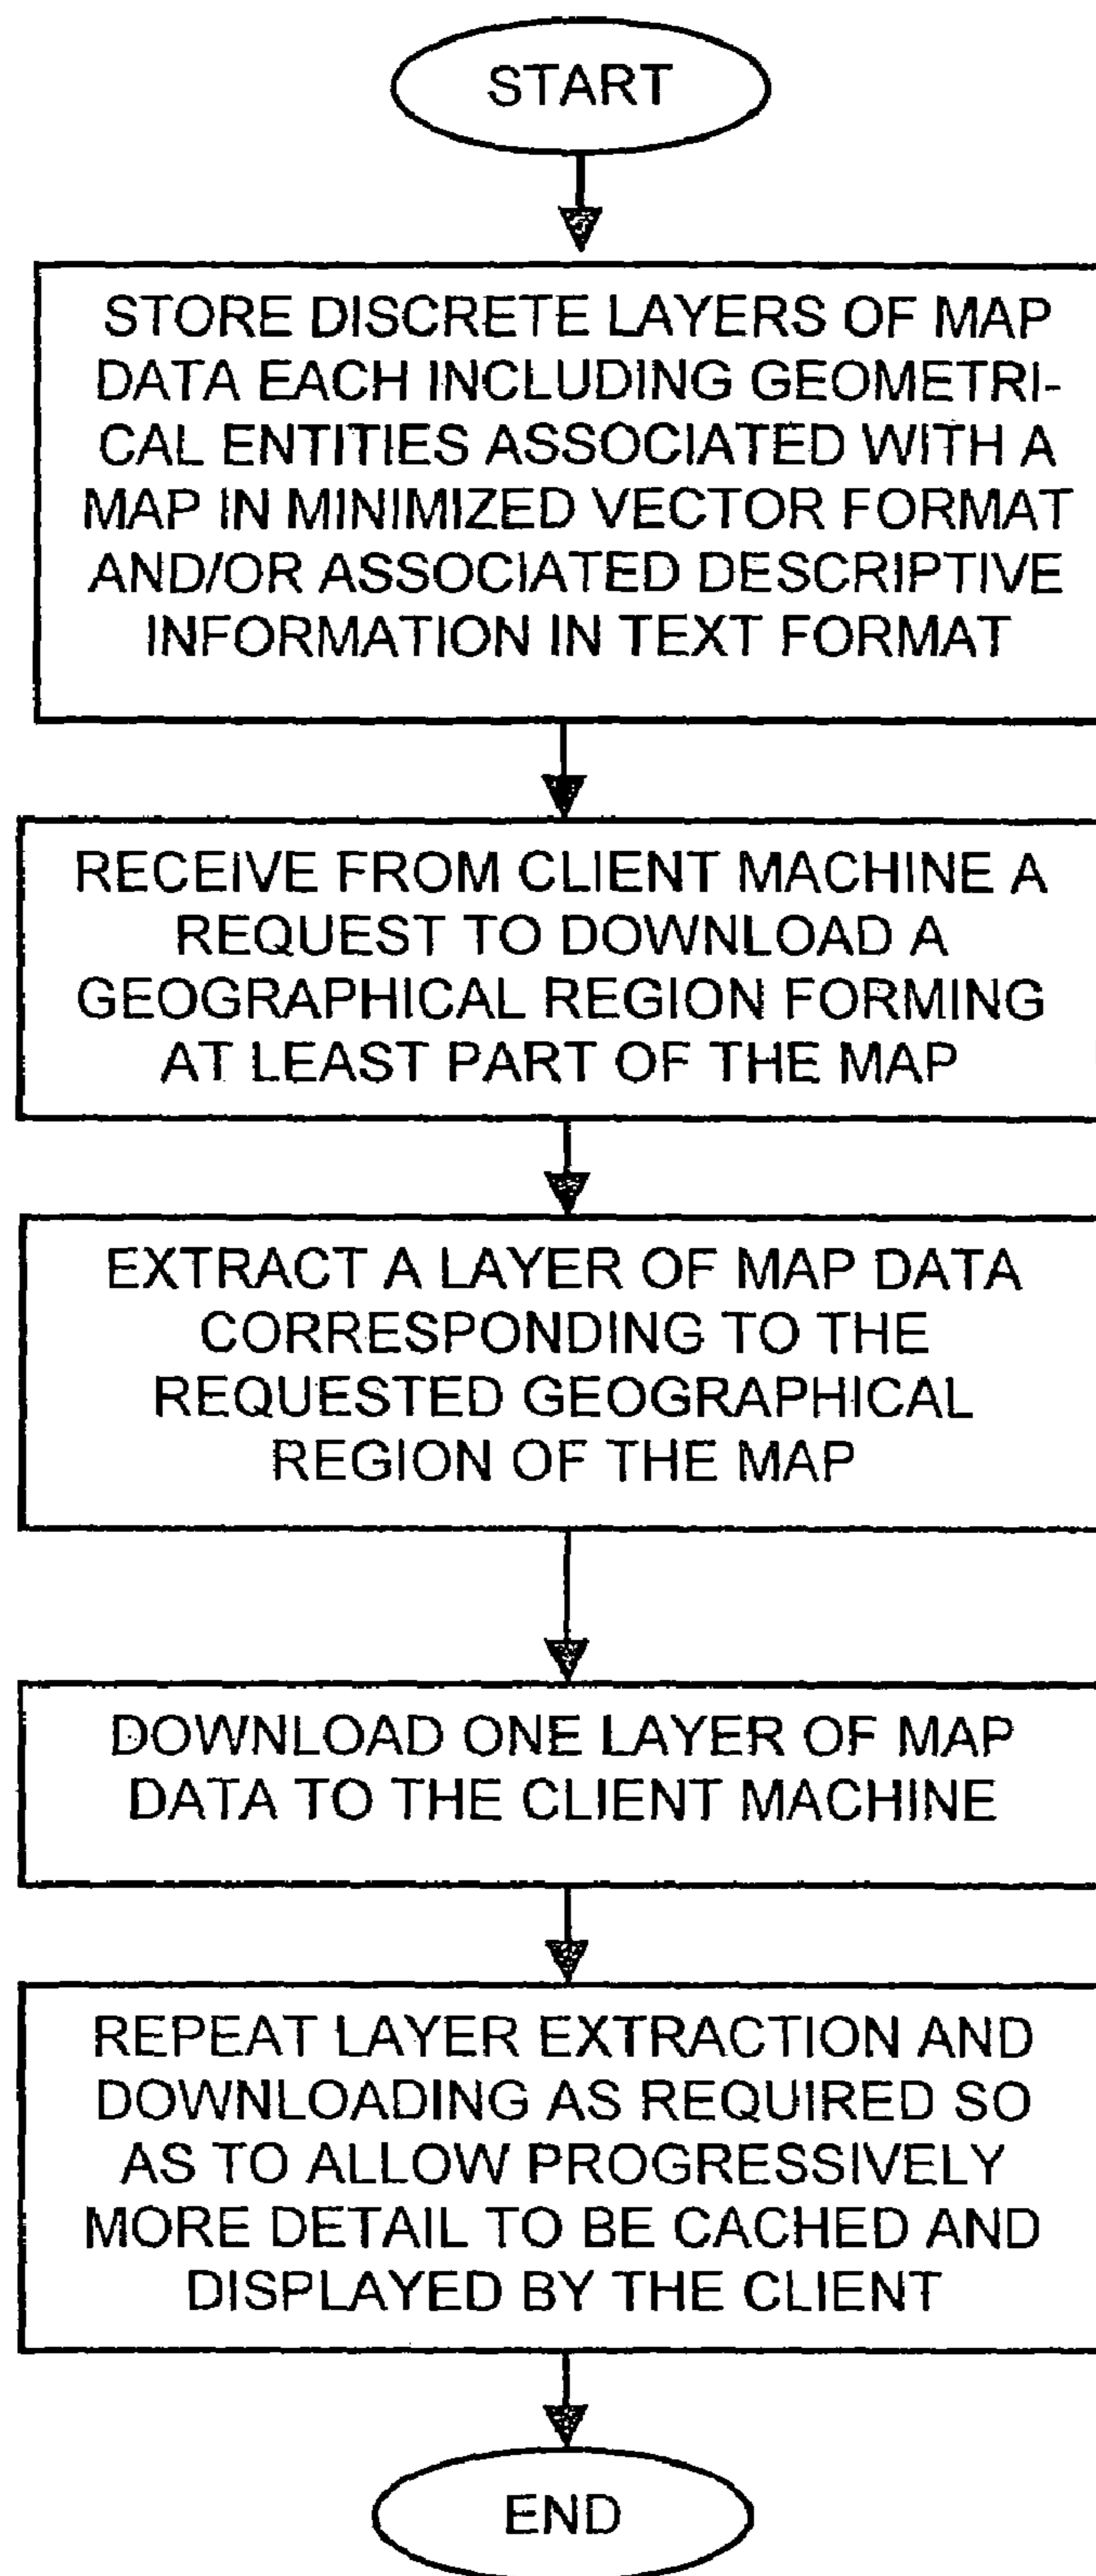 START
STORE DISCRETE LAYERS OF MAP
DATA EACH INCLUDING GEOMETRI-
CAL ENTITIES ASSOCIATED WITH A
MAP IN MINIMIZED VECTOR FORMAT
AND/OR ASSOCIATED DESCRIPTIVE
INFORMATION IN TEXT FORMAT
RECEIVE FROM CLIENT MACHINE A
REQUEST TO DOWNLOAD A
GEOGRAPHICAL REGION FORMING
AT LEAST PART OF THE MAP
EXTRACT A LAYER OF MAP DATA
CORRESPONDING TO THE
REQUESTED GEOGRAPHICAL
REGION OF THE MAP
DOWNLOAD ONE LAYER OF MAP
DATA TO THE CLIENT MACHINE
REPEAT LAYER EXTRACTION AND
DOWNLOADING AS REQUIRED SO
AS TO ALLOW PROGRESSIVELY
MORE DETAIL TO BE CACHED AND
DISPLAYED BY THE CLIENT
END